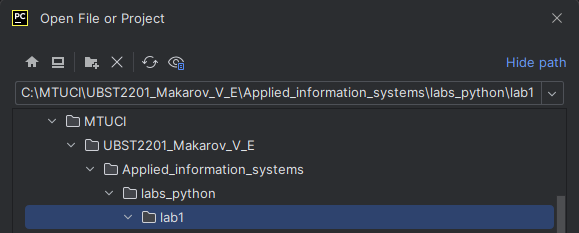 PC Open File or Project
Hide path
C:\MTUCI\UBST2201_Makarov_V_E\Applied_information_systems\labs_python\lab1
MTUCI
UBST2201_Makarov_V_E
Applied_information_systems
labs_python
lab1